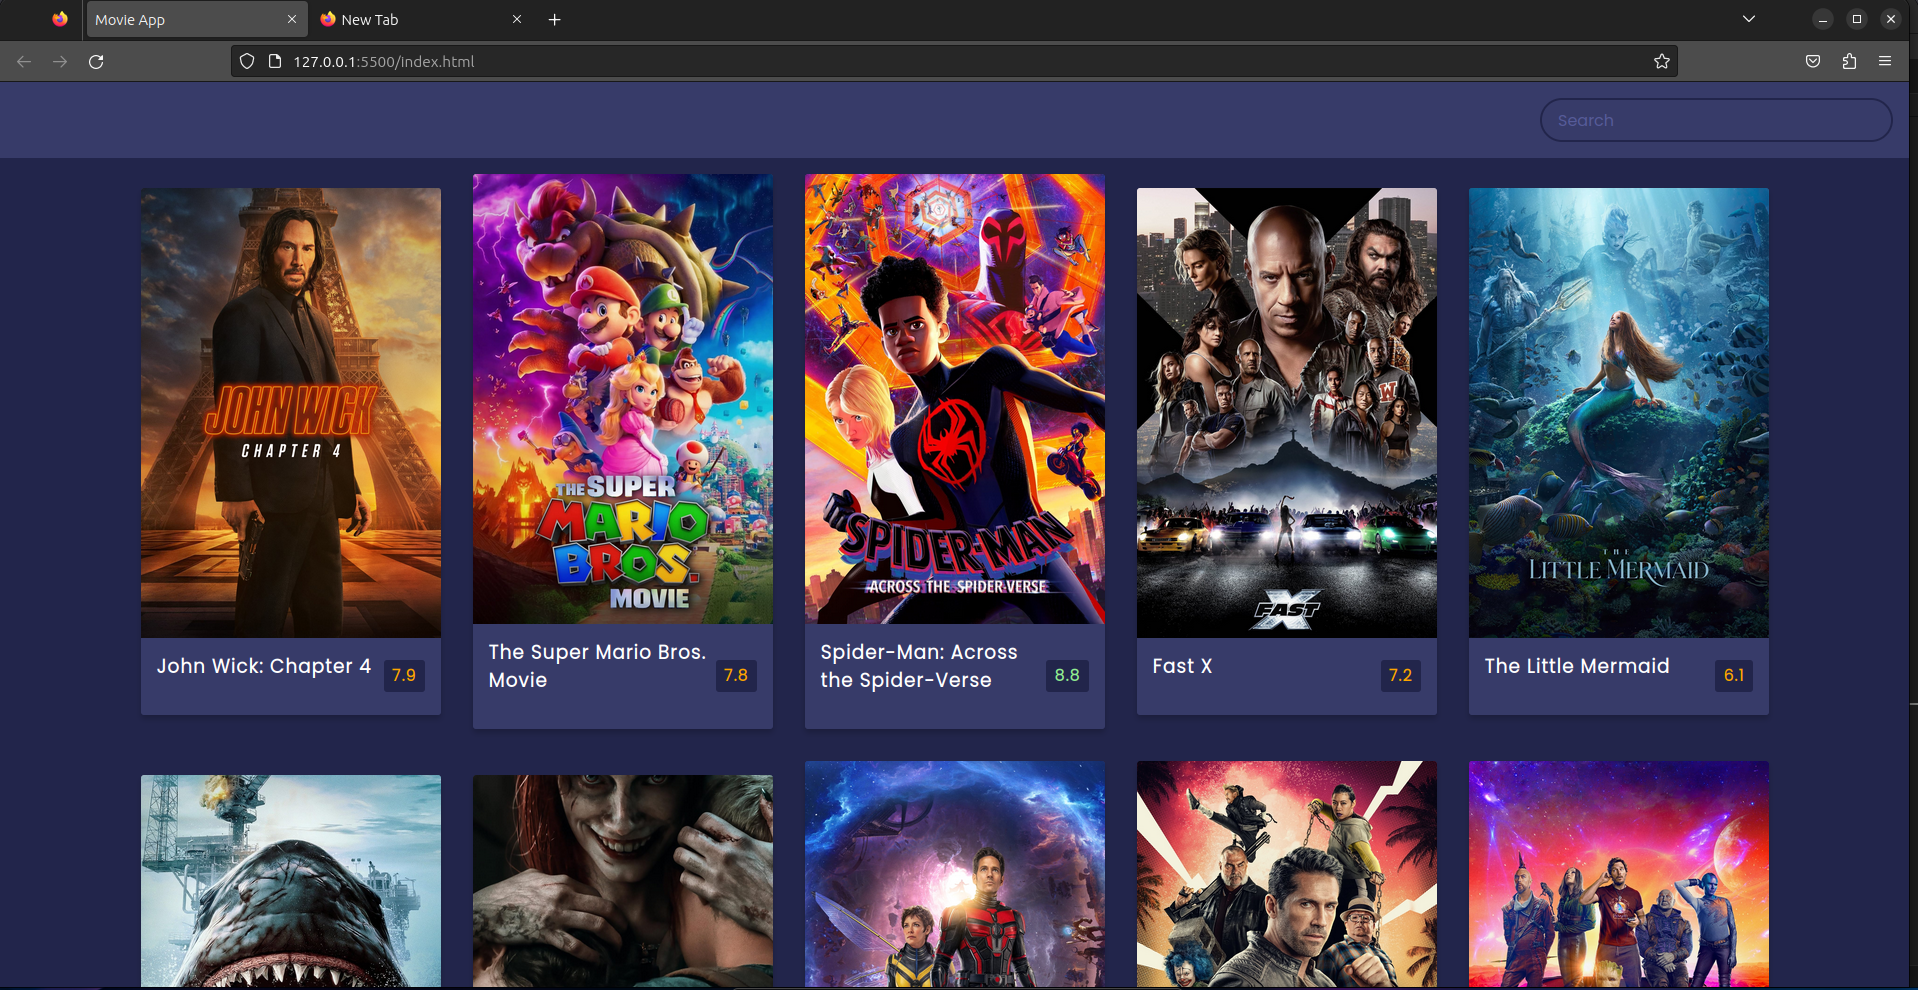 Movie App
New Tab
127.0.0.1:5500/index.html
Search
JOHN WICK
CHAPTER 4
THE SUPER
MARIO
BROS.
MOVIE
SPIDER-MAN
ACROSS THE SPIDER-VERSE
W
FAST
X
THE
LITTLE MERMAID
John Wick: Chapter 4
7.9
The Super Mario Bros.
Movie
7.8
Spider-Man: Across
the Spider-Verse
8.8
Fast X
7.2
The Little Mermaid
6.1